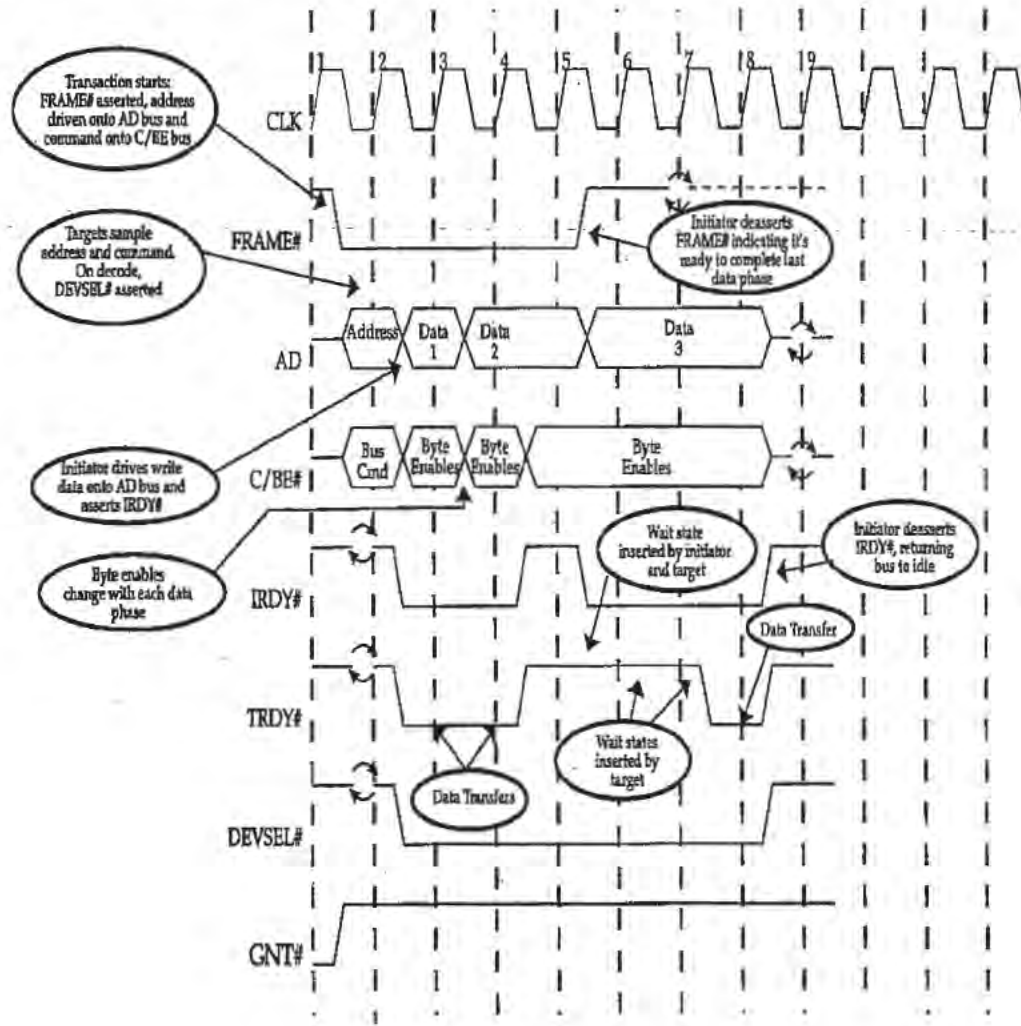 1 2 3 4 5 6 7 8 9
CLK
Transaction starts:
FRAME# asserted, address
driven onto AD bus and
command onto C/BE bus
FRAME#
Initiator deasserts
FRAME# indicating it's
ready to complete last
data phase
Targets sample
address and command.
On decode,
DEVSEL# asserted
AD
Address
Data
1
Data
2
Data
3
C/BE#
Bus
Cmd
Byte
Enables
Byte
Enables
Byte
Enables
Initiator drives write
data onto AD bus and
asserts IRDY#
Byte enables
change with each data
phase
IRDY#
Wait state
inserted by initiator
and target
Initiator deasserts
IRDY#, returning
bus to idle
Data Transfer
TRDY#
Wait states
inserted by
target
Data Transfers
DEVSEL#
GNT#